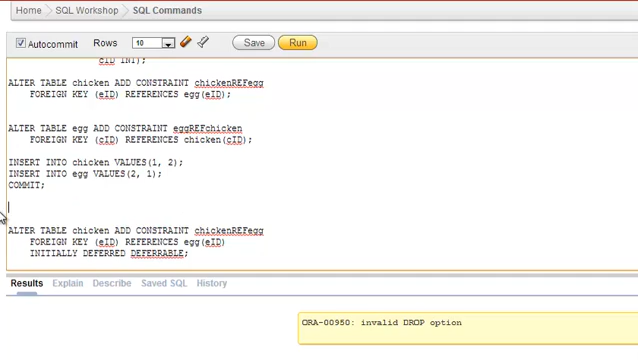 Home > SQL Workshop > SQL Commands
Autocommit Rows 10 Save Run
cID INT);
ALTER TABLE chicken ADD CONSTRAINT chickenREFegg
FOREIGN KEY (eID) REFERENCES egg(eID);
ALTER TABLE egg ADD CONSTRAINT eggREFchicken
FOREIGN KEY (cID) REFERENCES chicken(cID);
INSERT INTO chicken VALUES(1, 2);
INSERT INTO egg VALUES(2, 1);
COMMIT;
ALTER TABLE chicken ADD CONSTRAINT chickenREFegg
FOREIGN KEY (eID) REFERENCES egg(eID)
INITIALLY DEFERRED DEFERRABLE;
Results Explain Describe Saved SQL History
ORA-00950: invalid DROP option